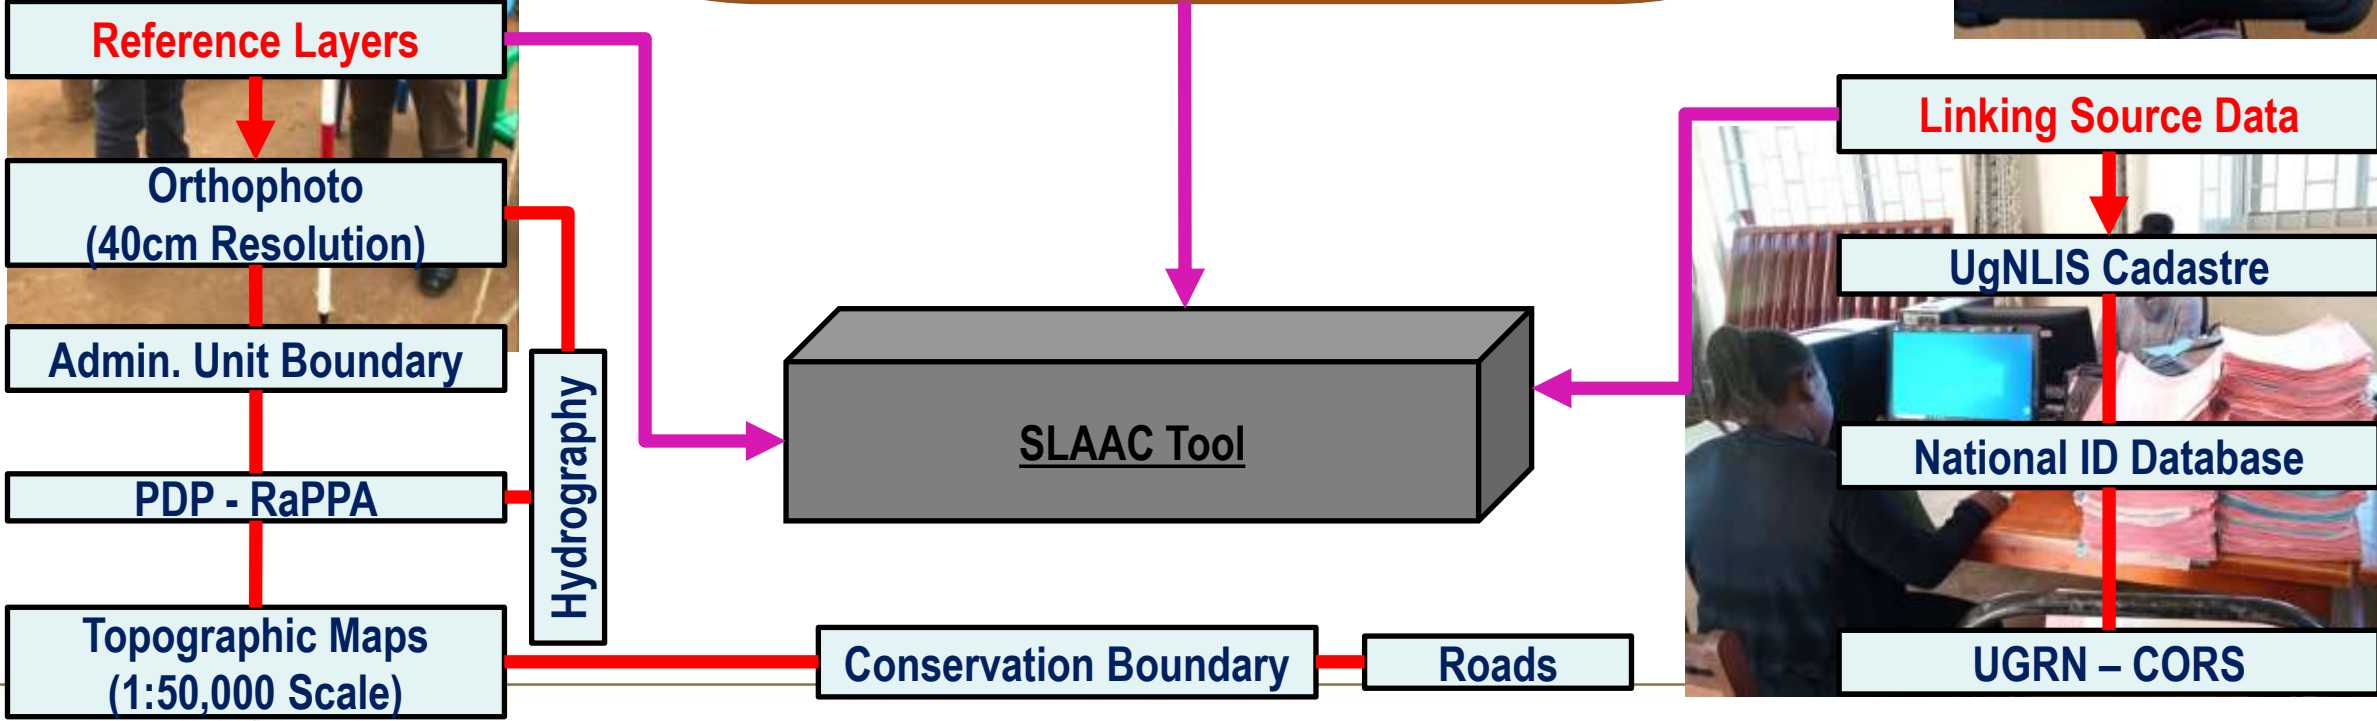 Reference Layers
Orthophoto
(40cm Resolution)
Admin. Unit Boundary
PDP - RaPPA
Topographic Maps
(1:50,000 Scale)
Hydrography
SLAAC Tool
Conservation Boundary
Roads
Linking Source Data
UgNLIS Cadastre
National ID Database
UGRN – CORS